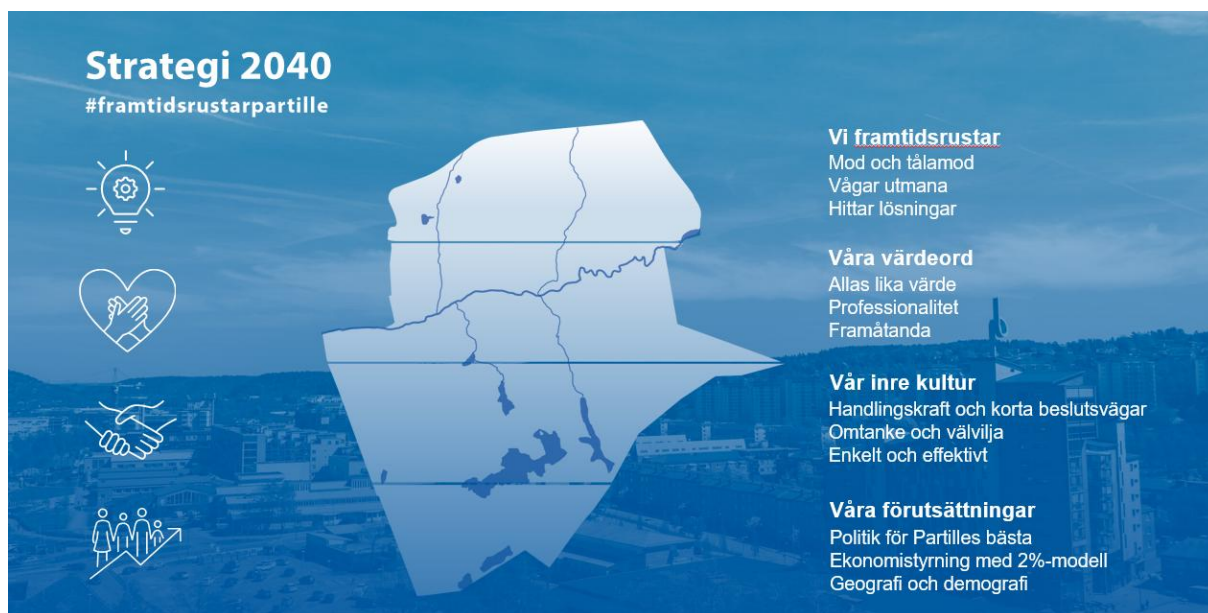 Strategi 2040
#framtidsrustarpartille
Vi framtidsrustar
Mod och tålamod
Vågar utmana
Hittar lösningar
Våra värdeord
Allas lika värde
Professionalitet
Framåtanda
Vår inre kultur
Handlingskraft och korta beslutsvägar
Omtanke och välvilja
Enkelt och effektivt
Våra förutsättningar
Politik för Partilles bästa
Ekonomistyrning med 2%-modell
Geografi och demografi